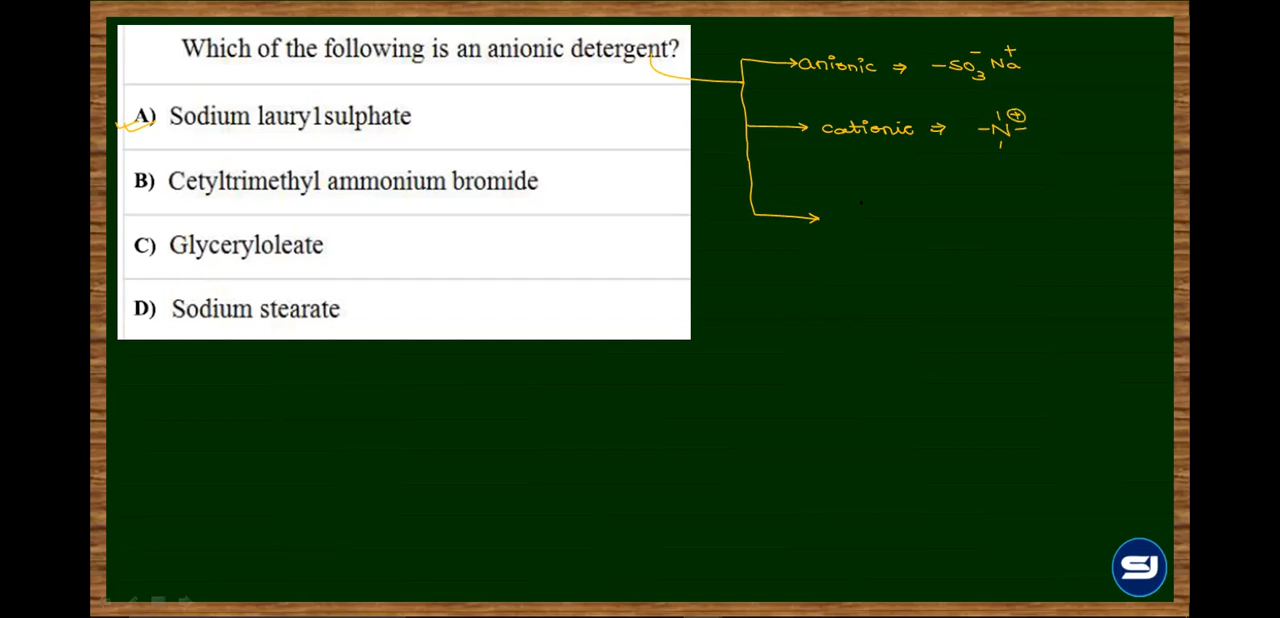 Which of the following is an anionic detergent?
A) Sodium laury1sulphate
B) Cetyltrimethyl ammonium bromide
C) Glyceryloleate
D) Sodium stearate
anionic ⇒ -SO₃⁻ Na⁺
cationic ⇒ -N⊕-
SJ